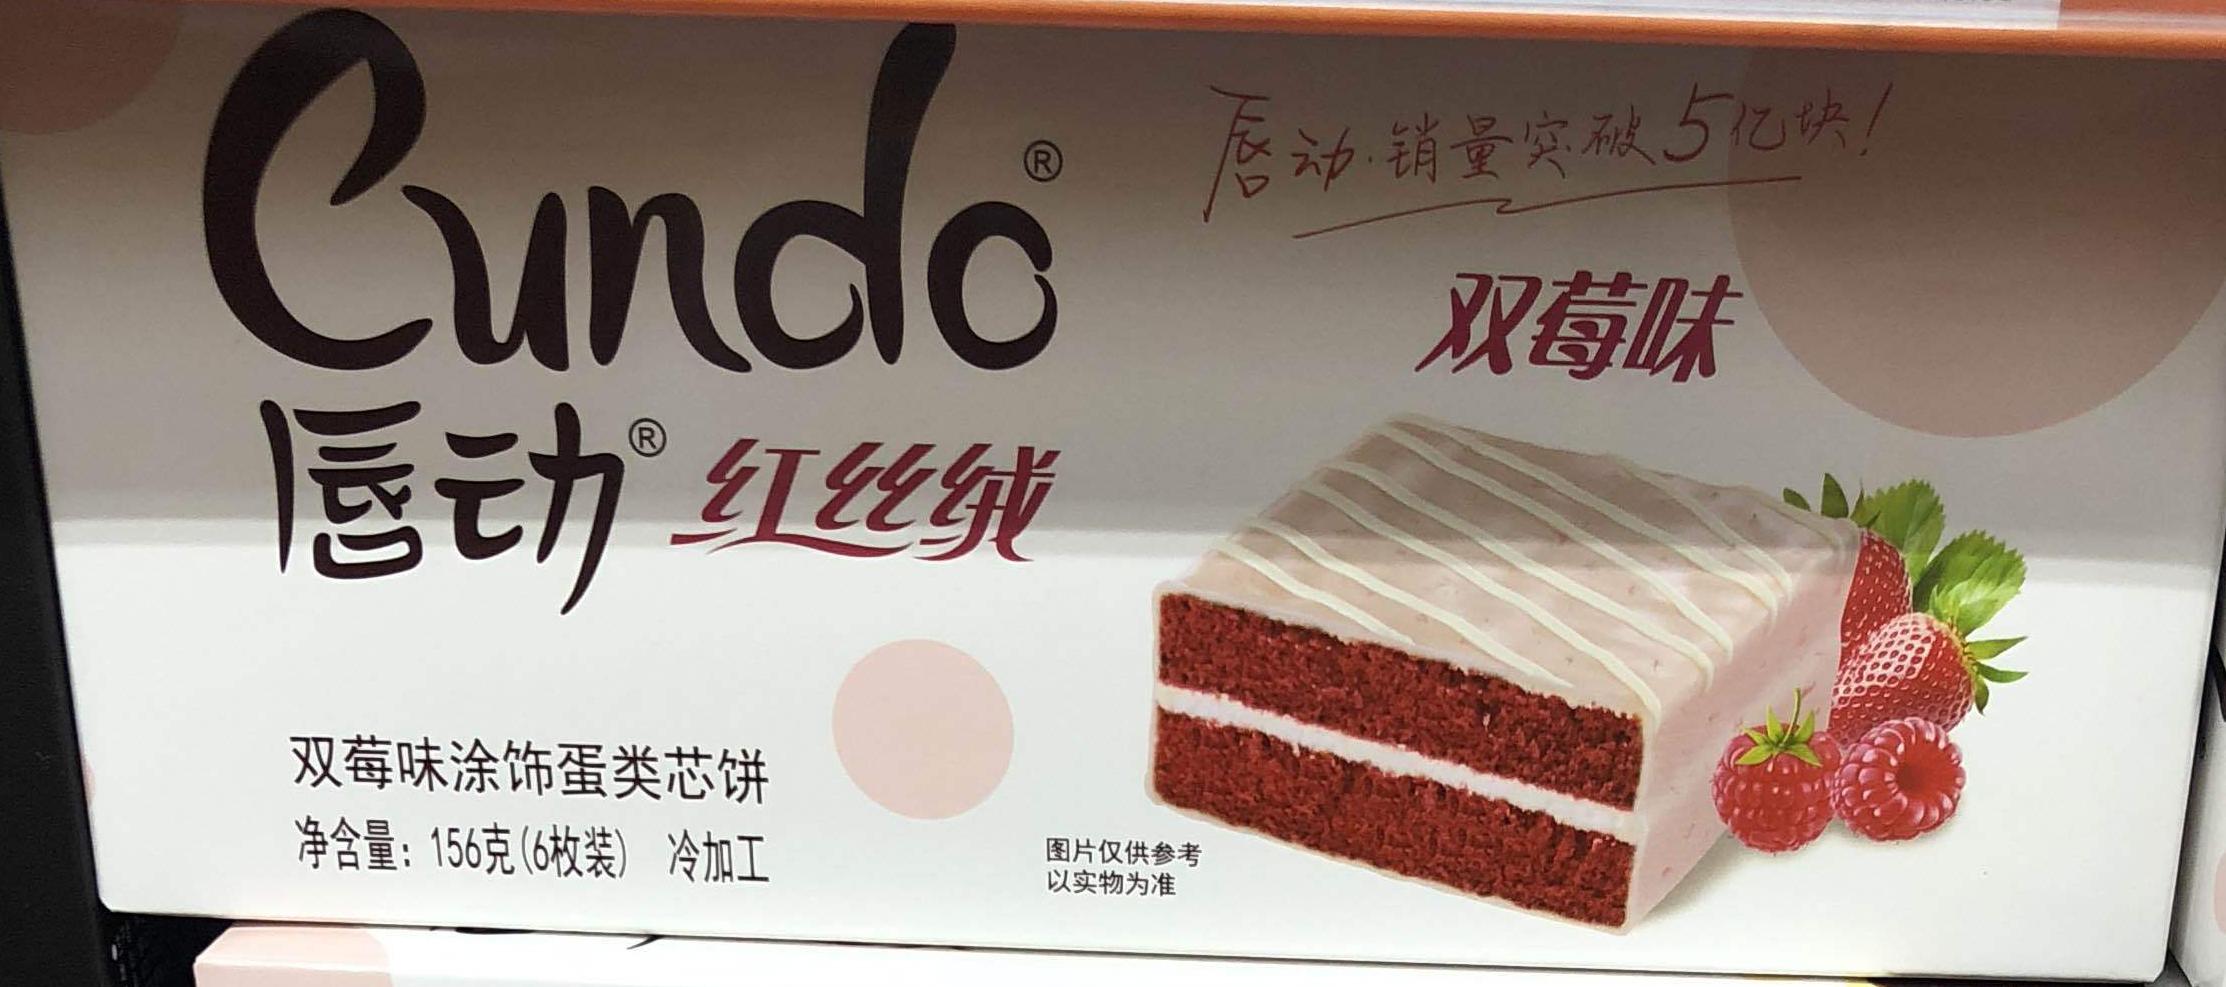 Cundo®
唇动·销量突破5亿块!
双莓味
唇动® 红丝绒
双莓味涂饰蛋类芯饼
净含量: 156克(6枚装) 冷加工
图片仅供参考
以实物为准